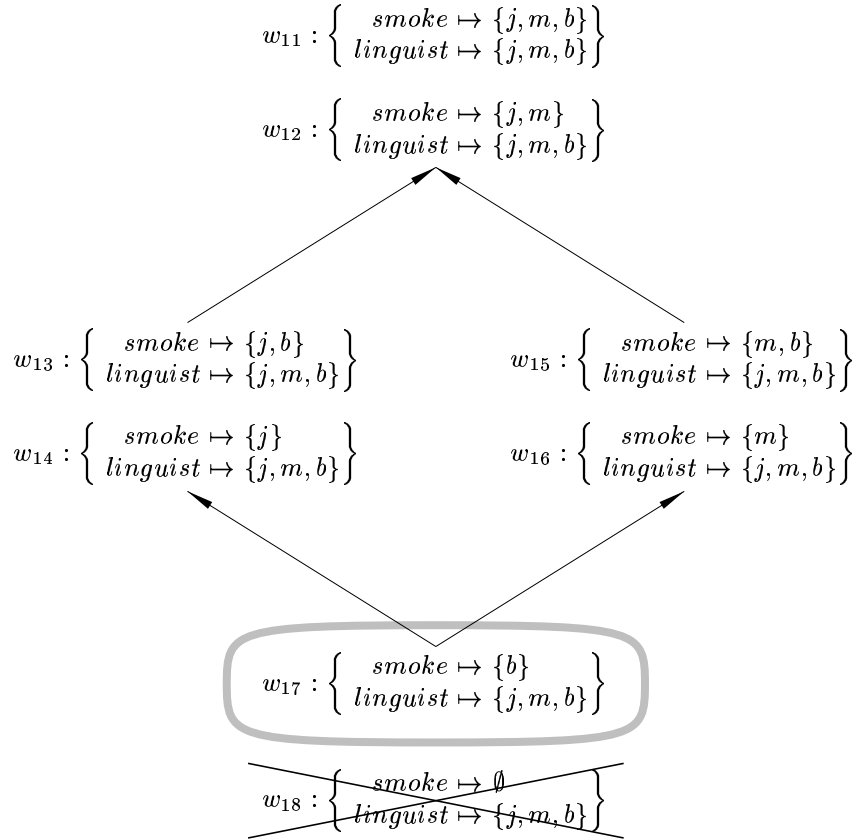 w₁₁ : { smoke ↦ {j, m, b}
linguist ↦ {j, m, b} }
w₁₂ : { smoke ↦ {j, m}
linguist ↦ {j, m, b} }
w₁₃ : { smoke ↦ {j, b}
linguist ↦ {j, m, b} }
w₁₅ : { smoke ↦ {m, b}
linguist ↦ {j, m, b} }
w₁₄ : { smoke ↦ {j}
linguist ↦ {j, m, b} }
w₁₆ : { smoke ↦ {m}
linguist ↦ {j, m, b} }
w₁₇ : { smoke ↦ {b}
linguist ↦ {j, m, b} }
w₁₈ : { smoke ↦ ∅
linguist ↦ {j, m, b} }